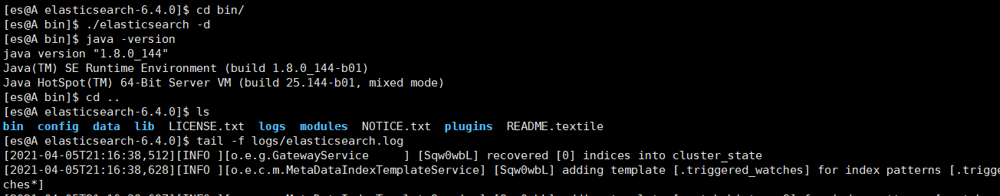 [es@A elasticsearch-6.4.0]$ cd bin/
[es@A bin]$ ./elasticsearch -d
[es@A bin]$ java -version
java version "1.8.0_144"
Java(TM) SE Runtime Environment (build 1.8.0_144-b01)
Java HotSpot(TM) 64-Bit Server VM (build 25.144-b01, mixed mode)
[es@A bin]$ cd ..
[es@A elasticsearch-6.4.0]$ ls
bin  config  data  lib  LICENSE.txt  logs  modules  NOTICE.txt  plugins  README.textile
[es@A elasticsearch-6.4.0]$ tail -f logs/elasticsearch.log
[2021-04-05T21:16:38,512][INFO ][o.e.g.GatewayService     ] [Sqw0wbL] recovered [0] indices into cluster_state
[2021-04-05T21:16:38,628][INFO ][o.e.c.m.MetaDataIndexTemplateService] [Sqw0wbL] adding template [.triggered_watches] for index patterns [.trigge
ches*]